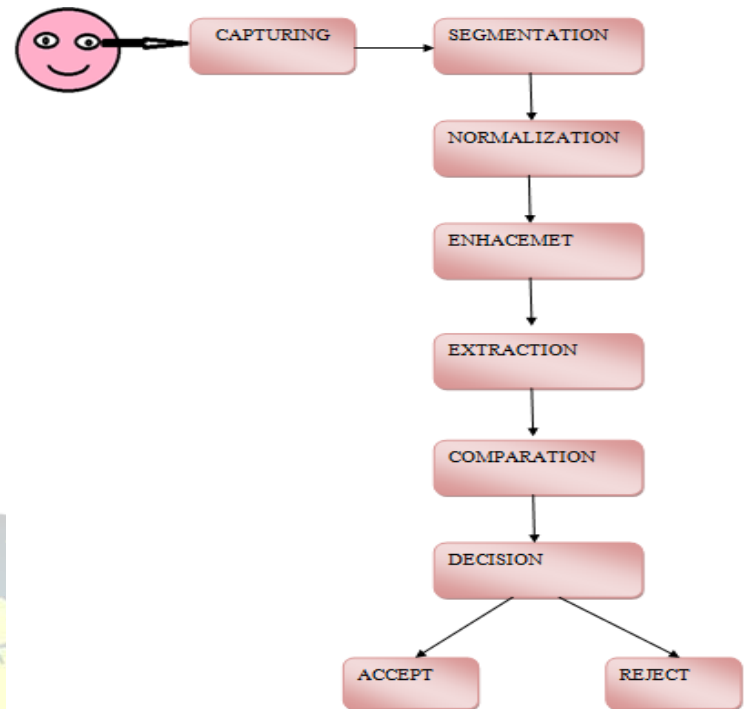 CAPTURING
SEGMENTATION
NORMALIZATION
ENHACEMET
EXTRACTION
COMPARATION
DECISION
ACCEPT
REJECT